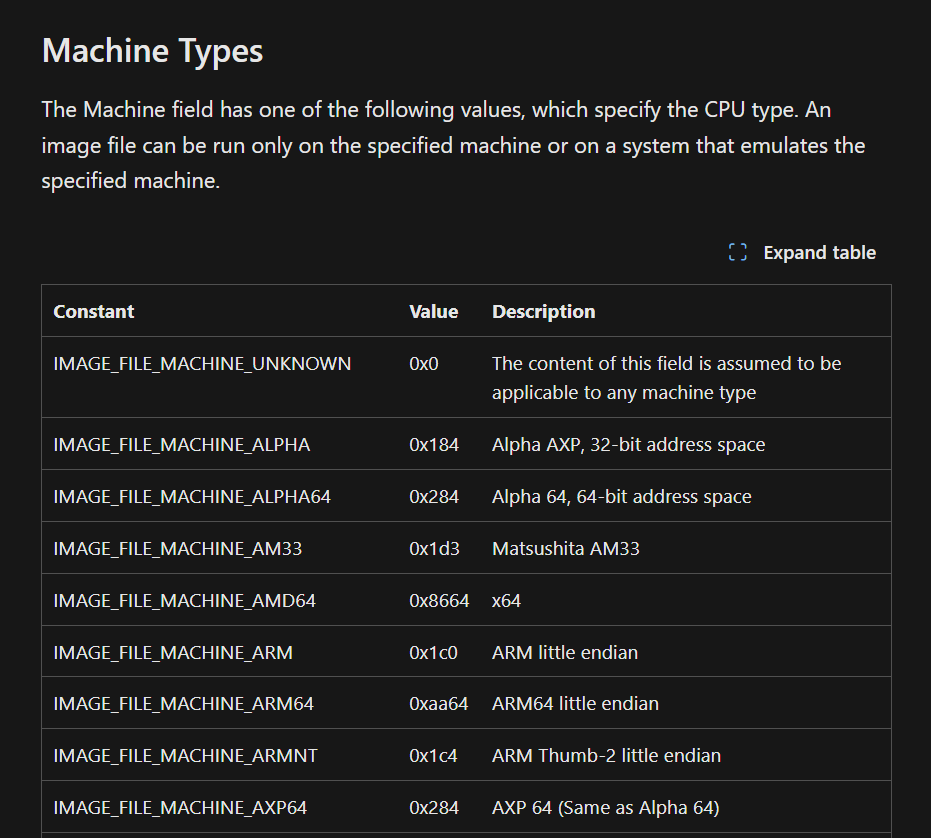 Machine Types
The Machine field has one of the following values, which specify the CPU type. An
image file can be run only on the specified machine or on a system that emulates the
specified machine.
Expand table
Constant Value Description
IMAGE_FILE_MACHINE_UNKNOWN 0x0 The content of this field is assumed to be
applicable to any machine type
IMAGE_FILE_MACHINE_ALPHA 0x184 Alpha AXP, 32-bit address space
IMAGE_FILE_MACHINE_ALPHA64 0x284 Alpha 64, 64-bit address space
IMAGE_FILE_MACHINE_AM33 0x1d3 Matsushita AM33
IMAGE_FILE_MACHINE_AMD64 0x8664 x64
IMAGE_FILE_MACHINE_ARM 0x1c0 ARM little endian
IMAGE_FILE_MACHINE_ARM64 0xaa64 ARM64 little endian
IMAGE_FILE_MACHINE_ARMNT 0x1c4 ARM Thumb-2 little endian
IMAGE_FILE_MACHINE_AXP64 0x284 AXP 64 (Same as Alpha 64)